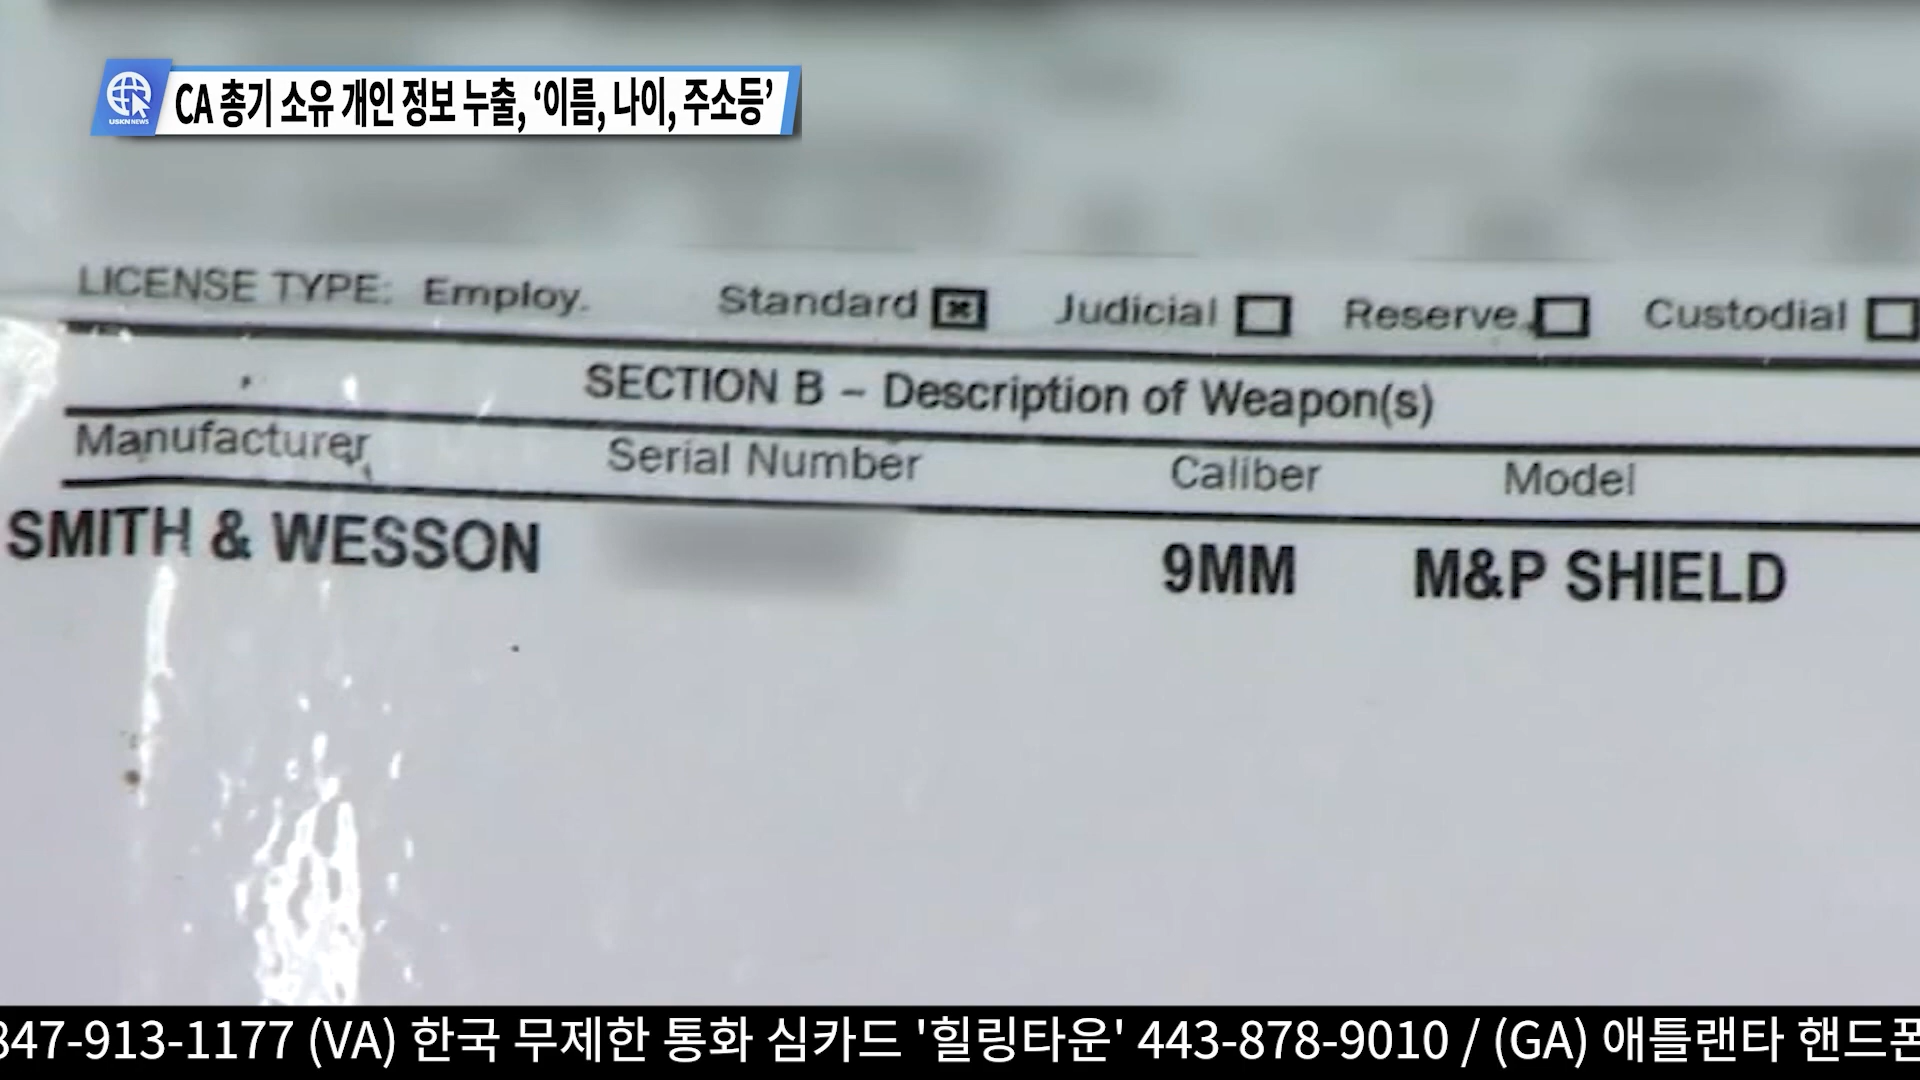 CA 총기 소유 개인 정보 누출, ‘이름, 나이, 주소등’
USKN NEWS
LICENSE TYPE: Employ. Standard Judicial Reserve Custodial
SECTION B – Description of Weapon(s)
Manufacturer Serial Number Caliber Model
SMITH & WESSON 9MM M&P SHIELD
847-913-1177 (VA) 한국 무제한 통화 심카드 '힐링타운' 443-878-9010 / (GA) 애틀랜타 핸드폰